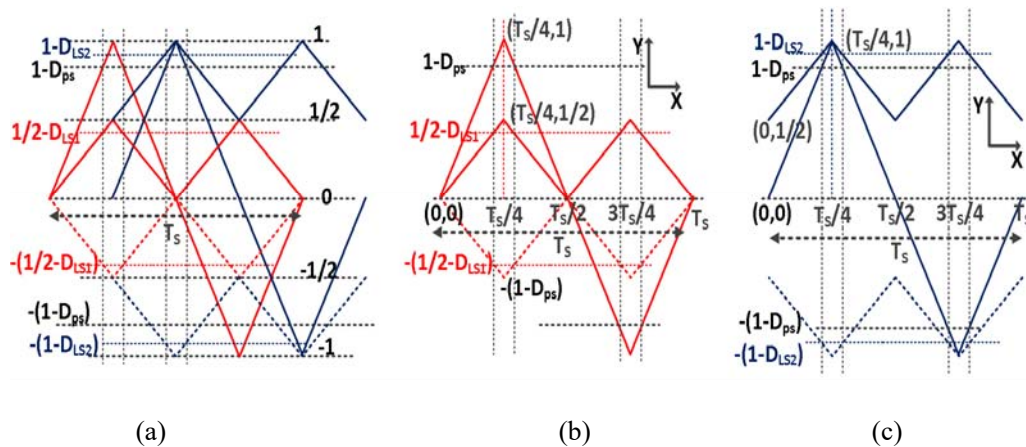 1-D_LS2
1-D_ps
1/2-D_LS1
-(1/2-D_LS1)
-(1-D_ps)
-(1-D_LS2)
1
1/2
0
-1/2
-1
T_S
1-D_ps
1/2-D_LS1
(T_S/4,1)
(T_S/4,1/2)
Y
X
(0,0)
T_S/4
T_S/2
3T_S/4
T_S
T_S
-(1/2-D_LS1)
-(1-D_ps)
1-D_LS2
1-D_ps
(T_S/4,1)
Y
X
(0,1/2)
(0,0)
T_S/4
T_S/2
3T_S/4
T_S
T_S
-(1-D_ps)
-(1-D_LS2)
(a)
(b)
(c)